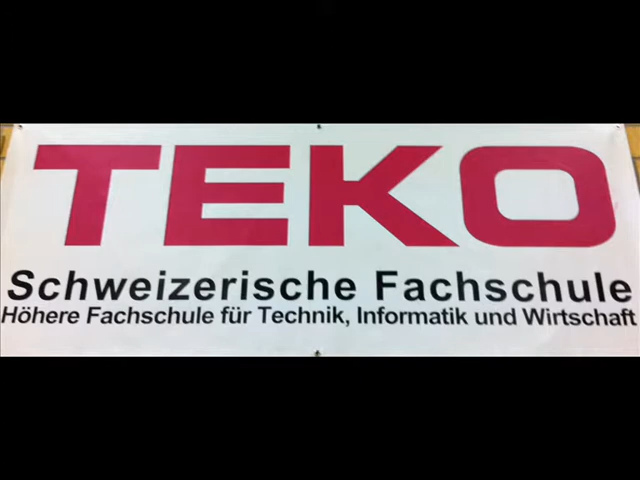 TEKO
Schweizerische Fachschule
Höhere Fachschule für Technik, Informatik und Wirtschaft